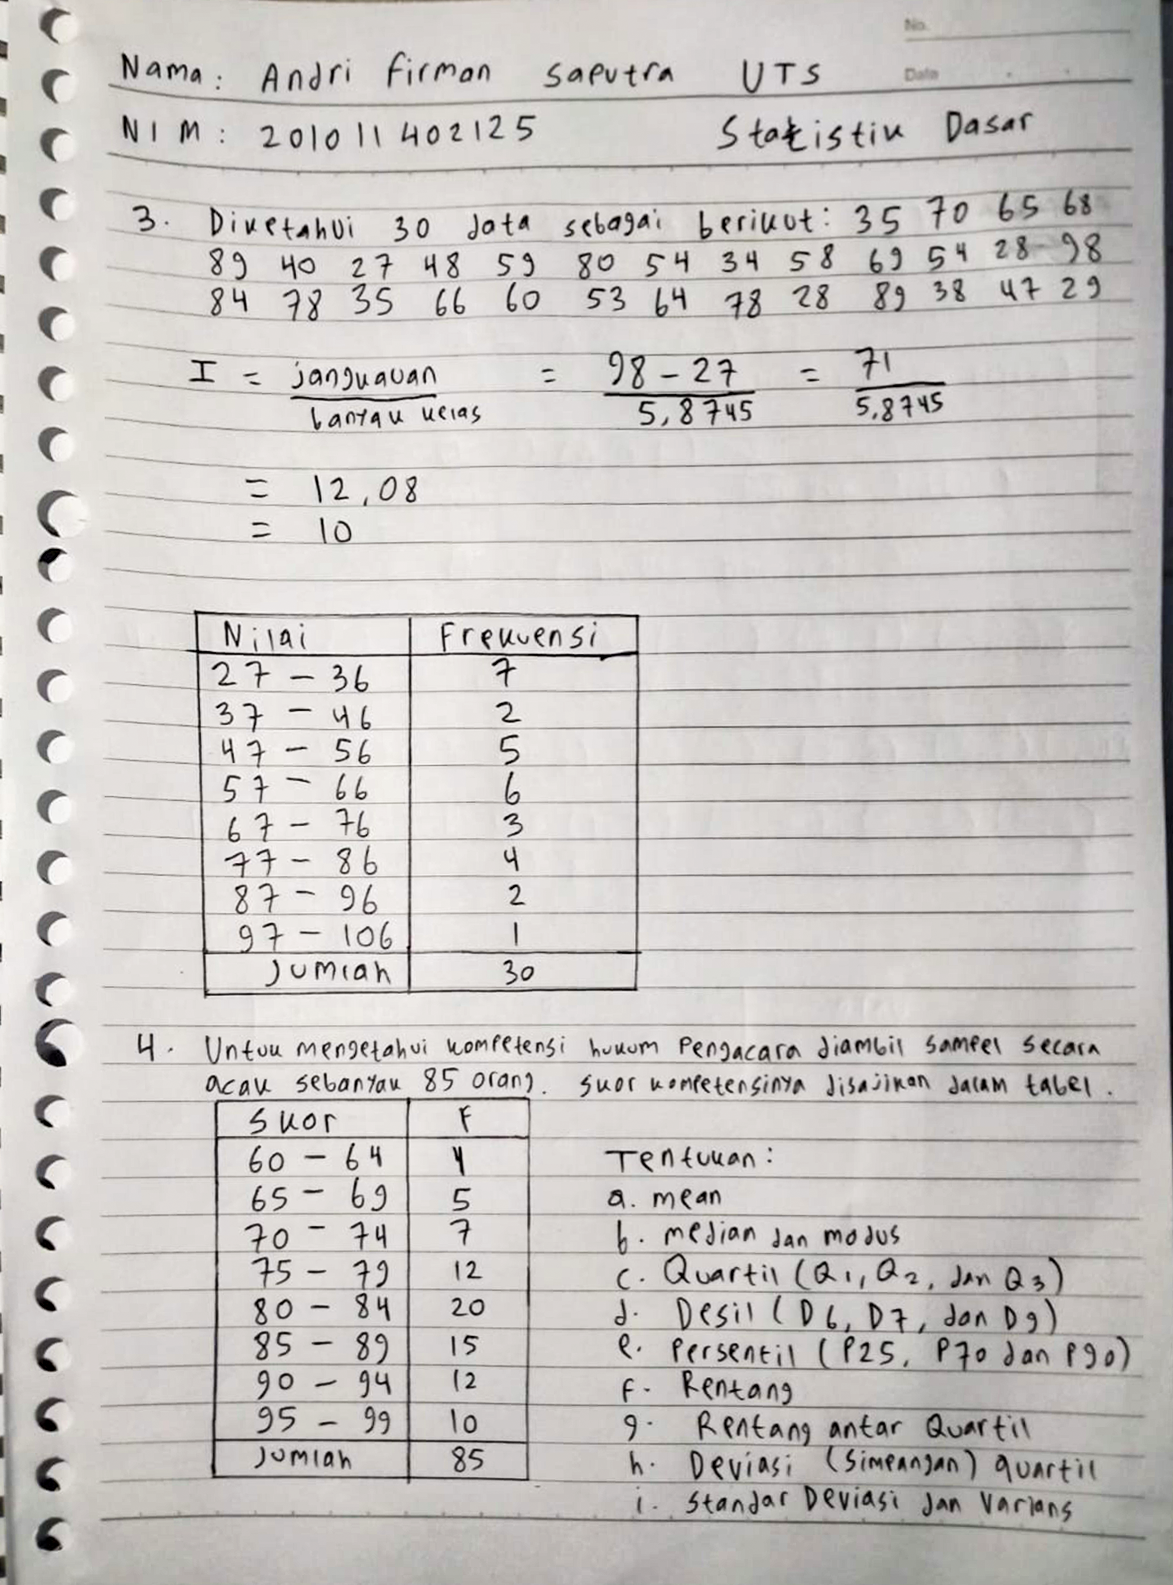 No.
Date
Nama : Andri Firman Saputra UTS
NIM : 201011402125 Statistik Dasar
3. Diketahui 30 data sebagai berikut : 35 70 65 68
89 40 27 48 59 80 54 34 58 69 54 28 98
84 78 35 66 60 53 64 78 28 89 38 47 29
I = jangkauan / banyak kelas = 98 - 27 / 5,8745 = 71 / 5,8745
= 12,08
= 10
Nilai Frekuensi
27 - 36 7
37 - 46 2
47 - 56 5
57 - 66 6
67 - 76 3
77 - 86 4
87 - 96 2
97 - 106 1
Jumlah 30
4. Untuk mengetahui kompetensi hukum Pengacara diambil sampel secara
acak sebanyak 85 orang. Skor kompetensinya disajikan dalam tabel.
Skor F
60 - 64 4
65 - 69 5
70 - 74 7
75 - 79 12
80 - 84 20
85 - 89 15
90 - 94 12
95 - 99 10
Jumlah 85
Tentukan :
a. mean
b. median dan modus
c. Quartil (Q1, Q2, dan Q3)
d. Desil (D6, D7, dan D9)
e. Persentil (P25, P70 dan P90)
f. Rentang
g. Rentang antar Quartil
h. Deviasi (Simpangan) quartil
i. Standar Deviasi dan Varians